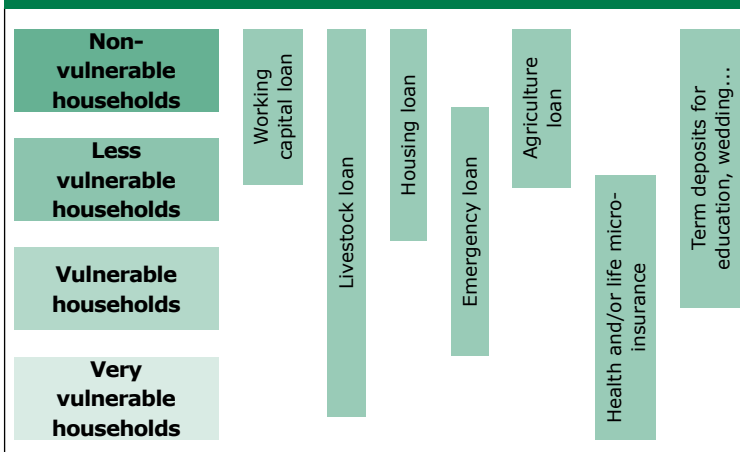 Non-
vulnerable
households
Less
vulnerable
households
Vulnerable
households
Very
vulnerable
households
Working
capital loan
Livestock loan
Housing loan
Emergency loan
Agriculture
loan
Health and/or life micro-
insurance
Term deposits for
education, wedding...